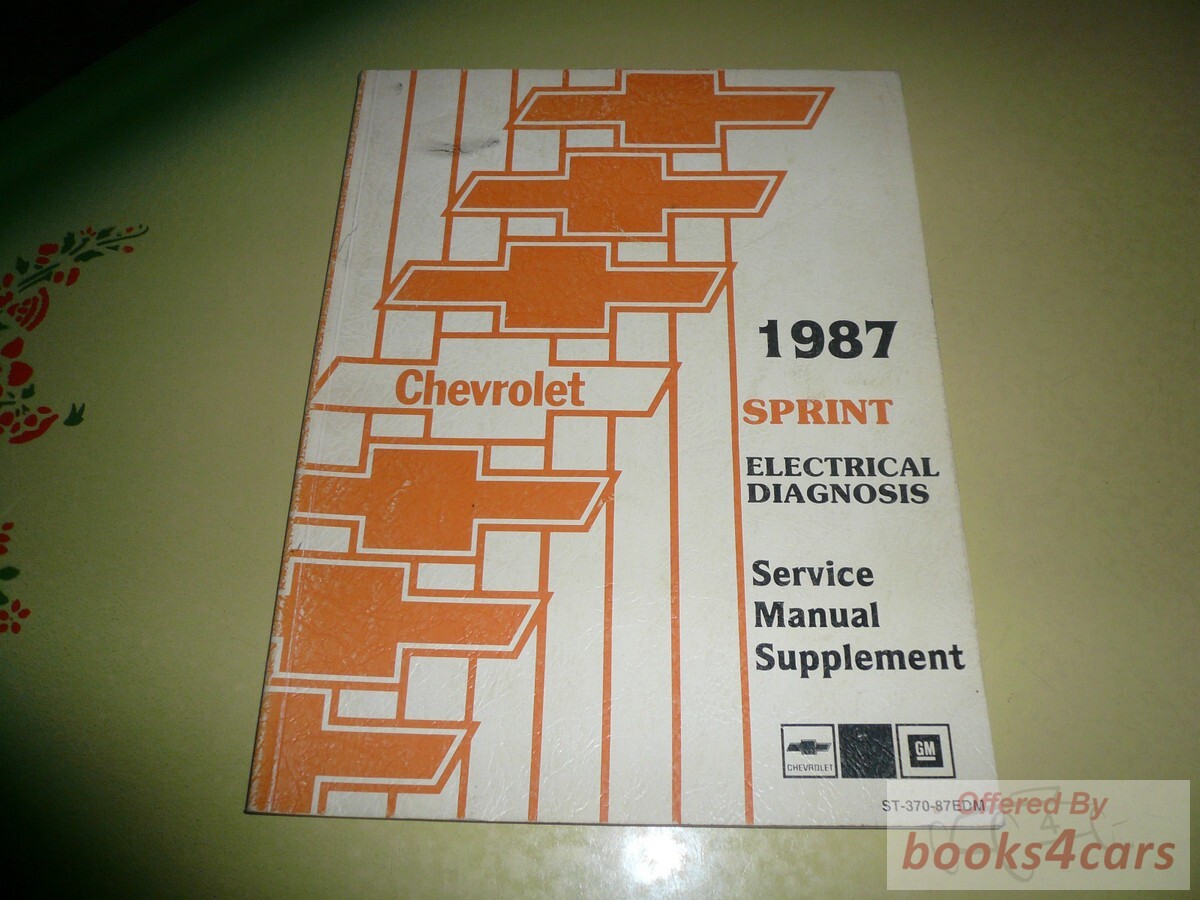 Chevrolet
1987
SPRINT
ELECTRICAL
DIAGNOSIS
Service
Manual
Supplement
CHEVROLET
GM
ST-370-87EDM
Offered By
books4cars